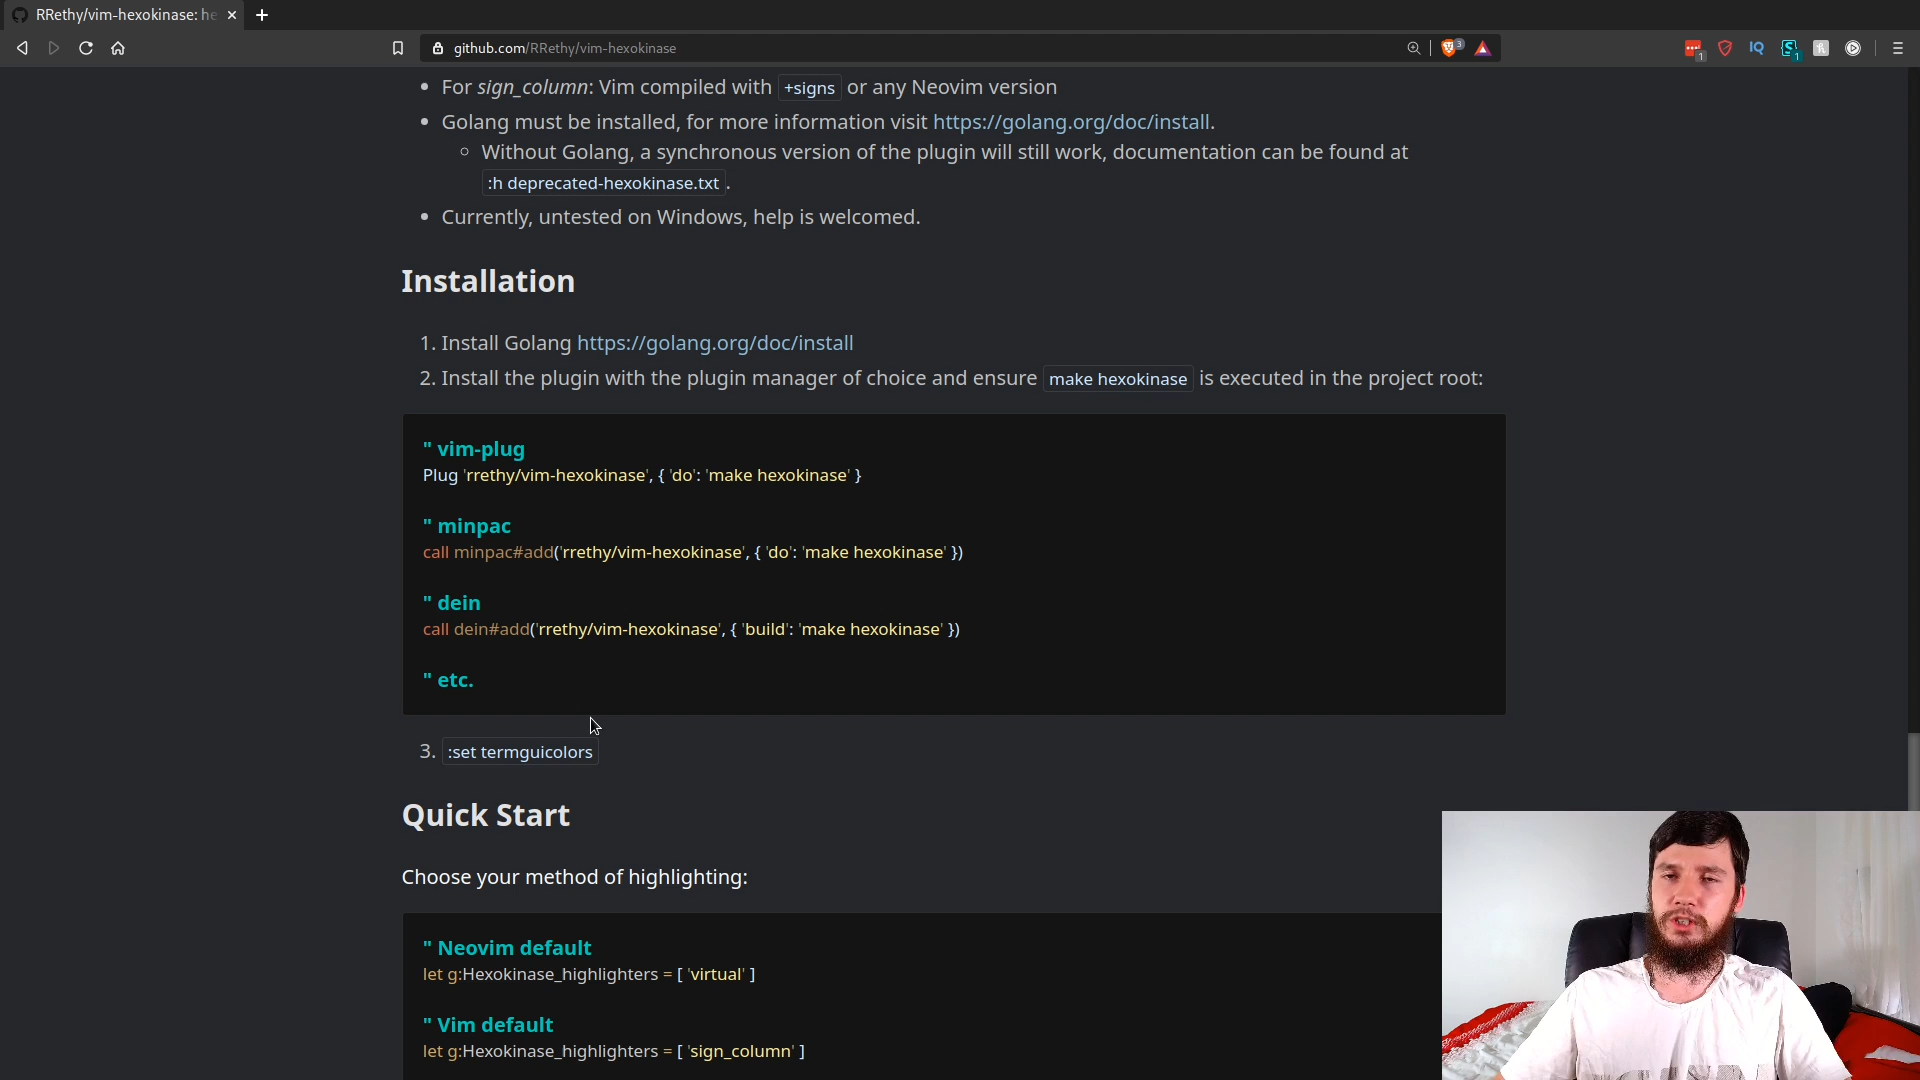 RRethy/vim-hexokinase: he
github.com/RRethy/vim-hexokinase
3
1
IQ
1
• For sign_column: Vim compiled with +signs or any Neovim version
• Golang must be installed, for more information visit https://golang.org/doc/install.
◦ Without Golang, a synchronous version of the plugin will still work, documentation can be found at
:h deprecated-hexokinase.txt .
• Currently, untested on Windows, help is welcomed.
Installation
1. Install Golang https://golang.org/doc/install
2. Install the plugin with the plugin manager of choice and ensure make hexokinase is executed in the project root:
" vim-plug
Plug 'rrethy/vim-hexokinase', { 'do': 'make hexokinase' }
" minpac
call minpac#add('rrethy/vim-hexokinase', { 'do': 'make hexokinase' })
" dein
call dein#add('rrethy/vim-hexokinase', { 'build': 'make hexokinase' })
" etc.
3. :set termguicolors
Quick Start
Choose your method of highlighting:
" Neovim default
let g:Hexokinase_highlighters = [ 'virtual' ]
" Vim default
let g:Hexokinase_highlighters = [ 'sign_column' ]